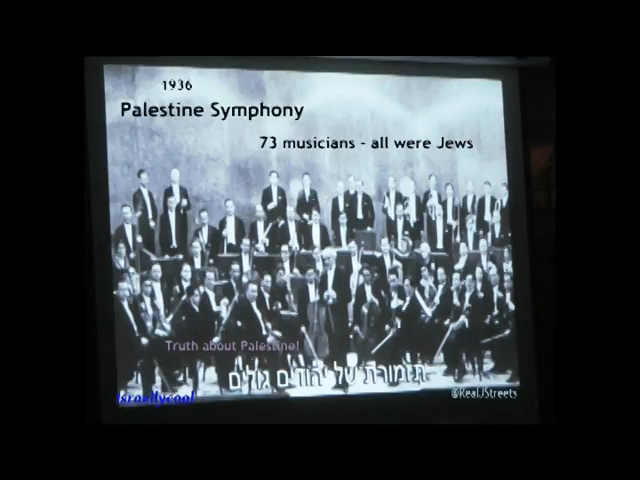 1936
Palestine Symphony
73 musicians - all were Jews
Truth about Palestine!
תזמורת של יהודים גולים
Israellycool
@RealJStreets